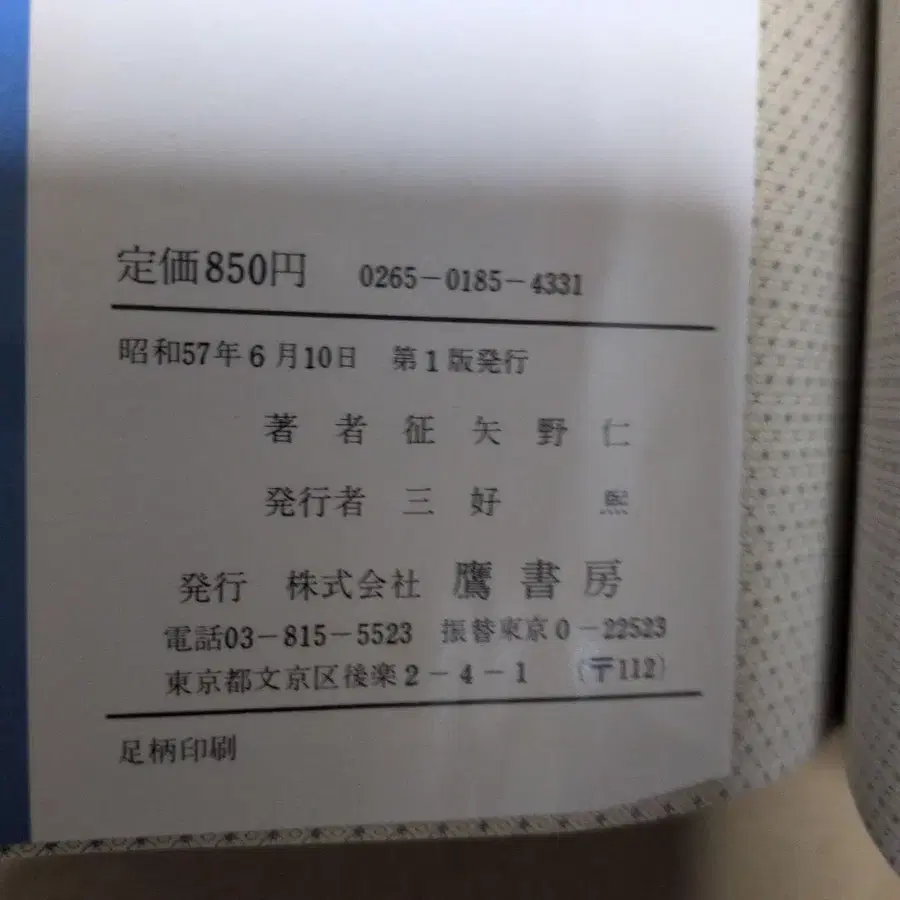 定価850円 0265-0185-4331
昭和57年6月10日 第1版発行
著者 征矢野仁
発行者 三好 熙
発行 株式会社 鷹書房
電話03-815-5523 振替東京0-22523
東京都文京区後楽2-4-1 (〒112)
足柄印刷